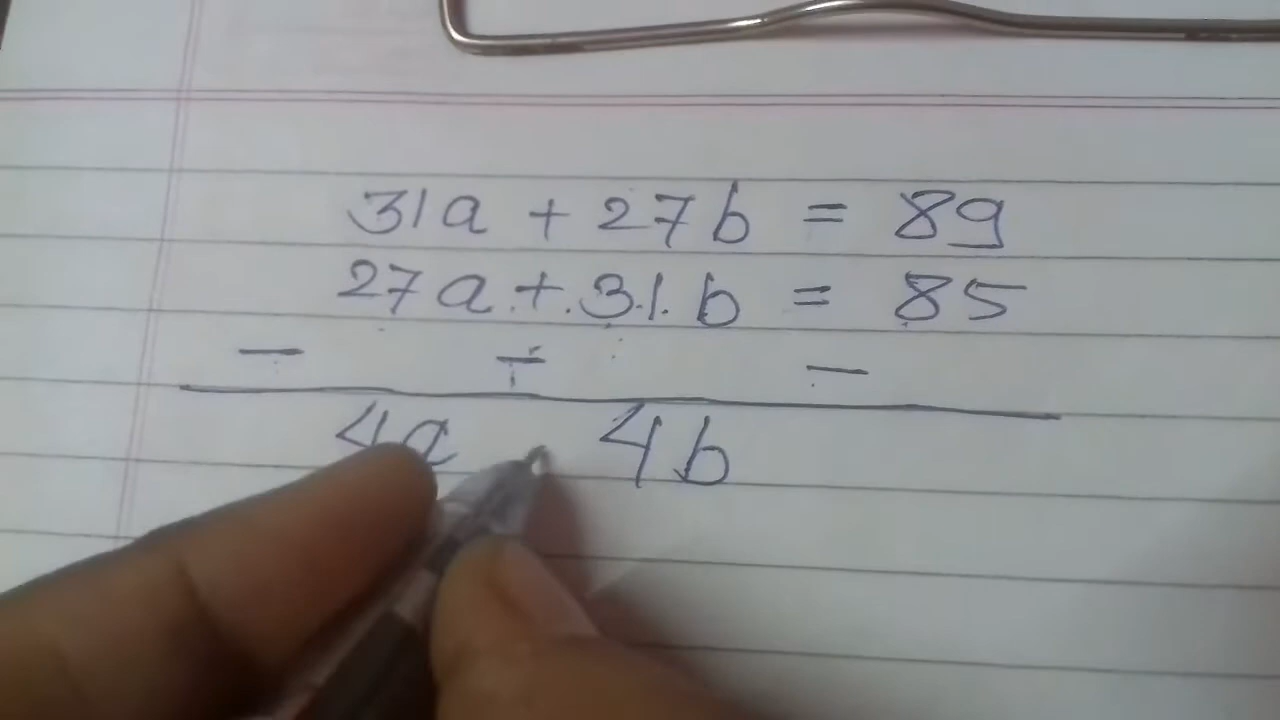 31a + 27b = 89
27a + 31b = 85
- + -
4a 4b